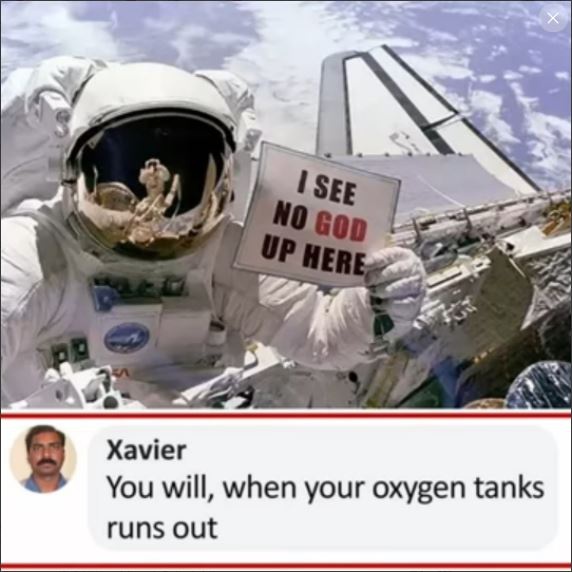 I SEE
NO GOD
UP HERE
Xavier
You will, when your oxygen tanks
runs out